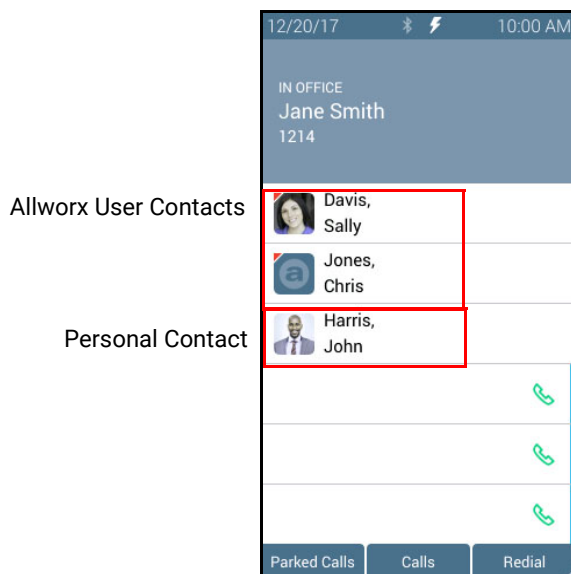 12/20/17 10:00 AM
IN OFFICE
Jane Smith
1214
Allworx User Contacts
Davis,
Sally
a
Jones,
Chris
Personal Contact
Harris,
John
Parked Calls Calls Redial